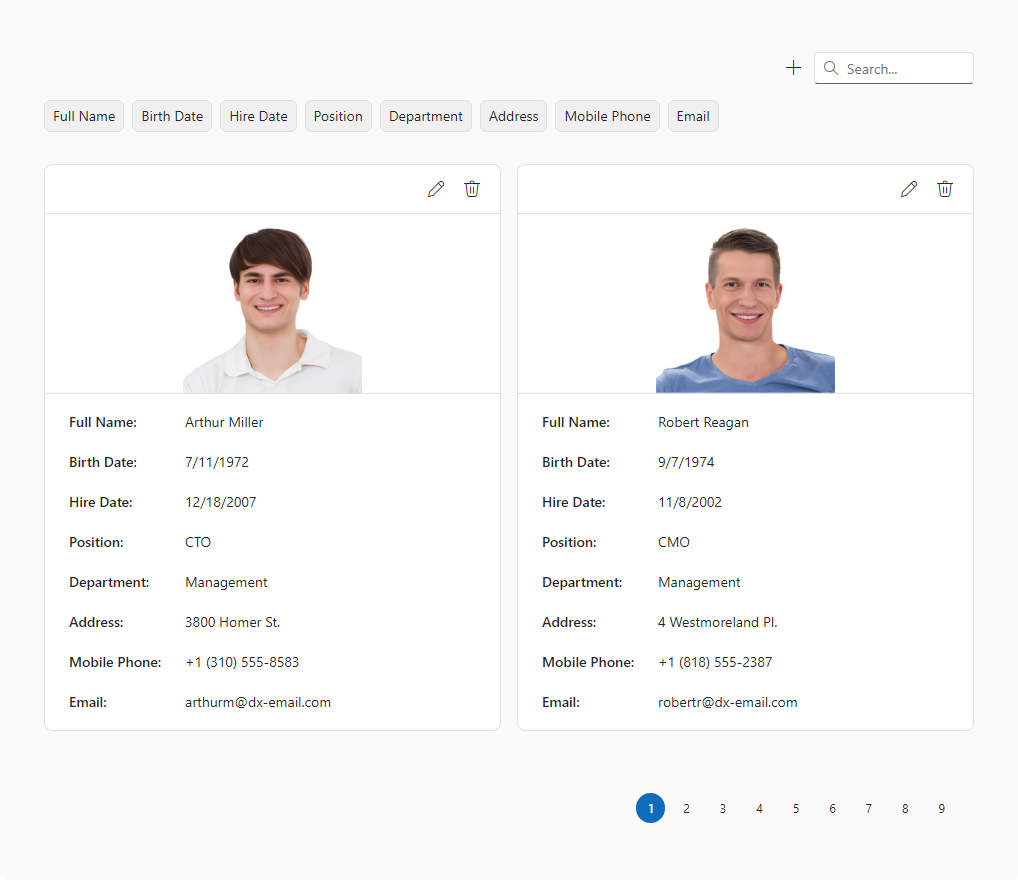 Search...
Full Name Birth Date Hire Date Position Department Address Mobile Phone Email
Full Name: Arthur Miller
Birth Date: 7/11/1972
Hire Date: 12/18/2007
Position: CTO
Department: Management
Address: 3800 Homer St.
Mobile Phone: +1 (310) 555-8583
Email: arthurm@dx-email.com
Full Name: Robert Reagan
Birth Date: 9/7/1974
Hire Date: 11/8/2002
Position: CMO
Department: Management
Address: 4 Westmoreland Pl.
Mobile Phone: +1 (818) 555-2387
Email: robertr@dx-email.com
1 2 3 4 5 6 7 8 9